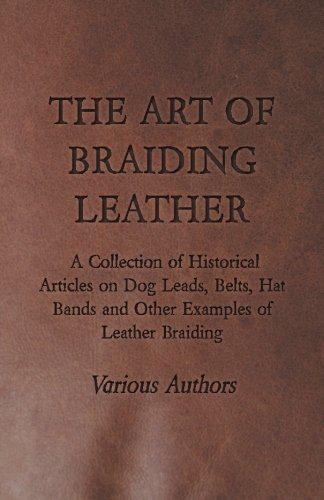 THE ART OF
BRAIDING
LEATHER
A Collection of Historical
Articles on Dog Leads, Belts, Hat
Bands and Other Examples of
Leather Braiding
Various Authors